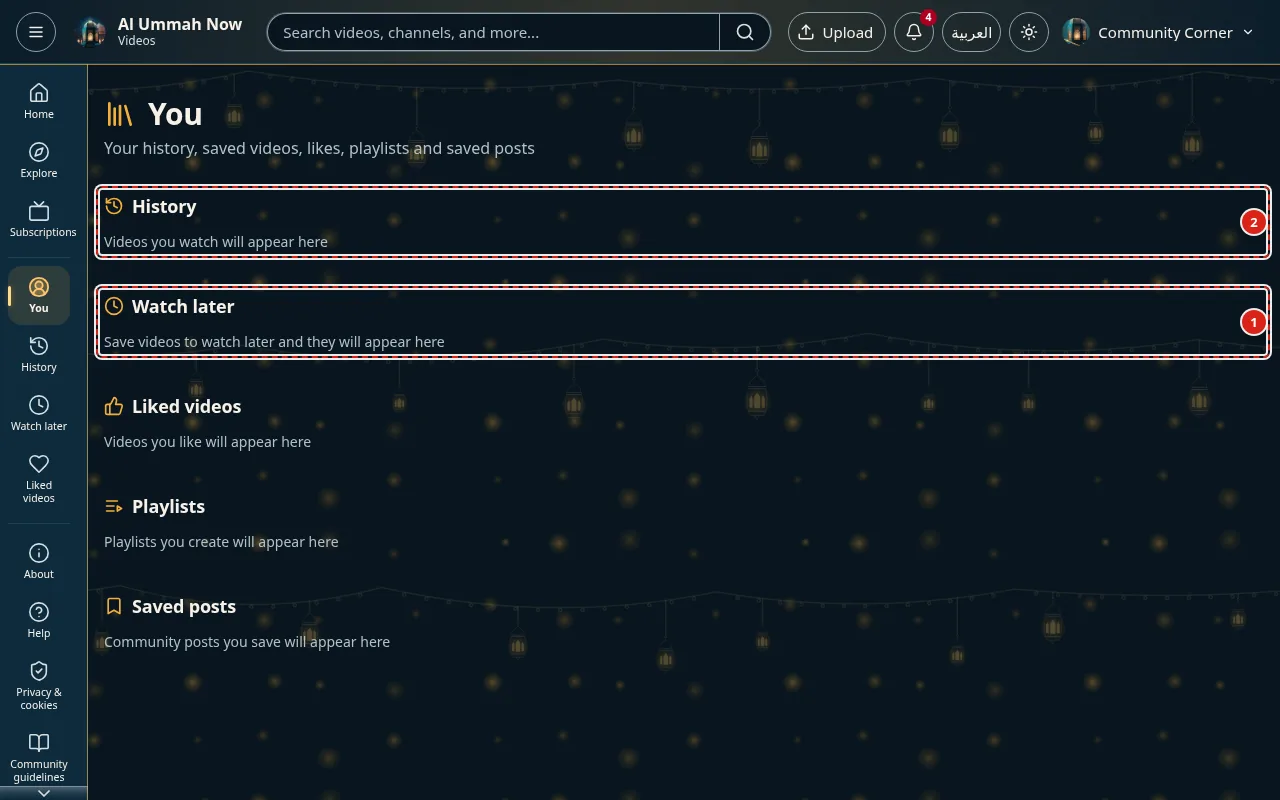 Al Ummah Now
Videos
Search videos, channels, and more...
Upload
4
العربية
Community Corner
Home
Explore
Subscriptions
You
History
Watch later
Liked
videos
About
Help
Privacy &
cookies
Community
guidelines
You
Your history, saved videos, likes, playlists and saved posts
History
Videos you watch will appear here
2
Watch later
Save videos to watch later and they will appear here
1
Liked videos
Videos you like will appear here
Playlists
Playlists you create will appear here
Saved posts
Community posts you save will appear here